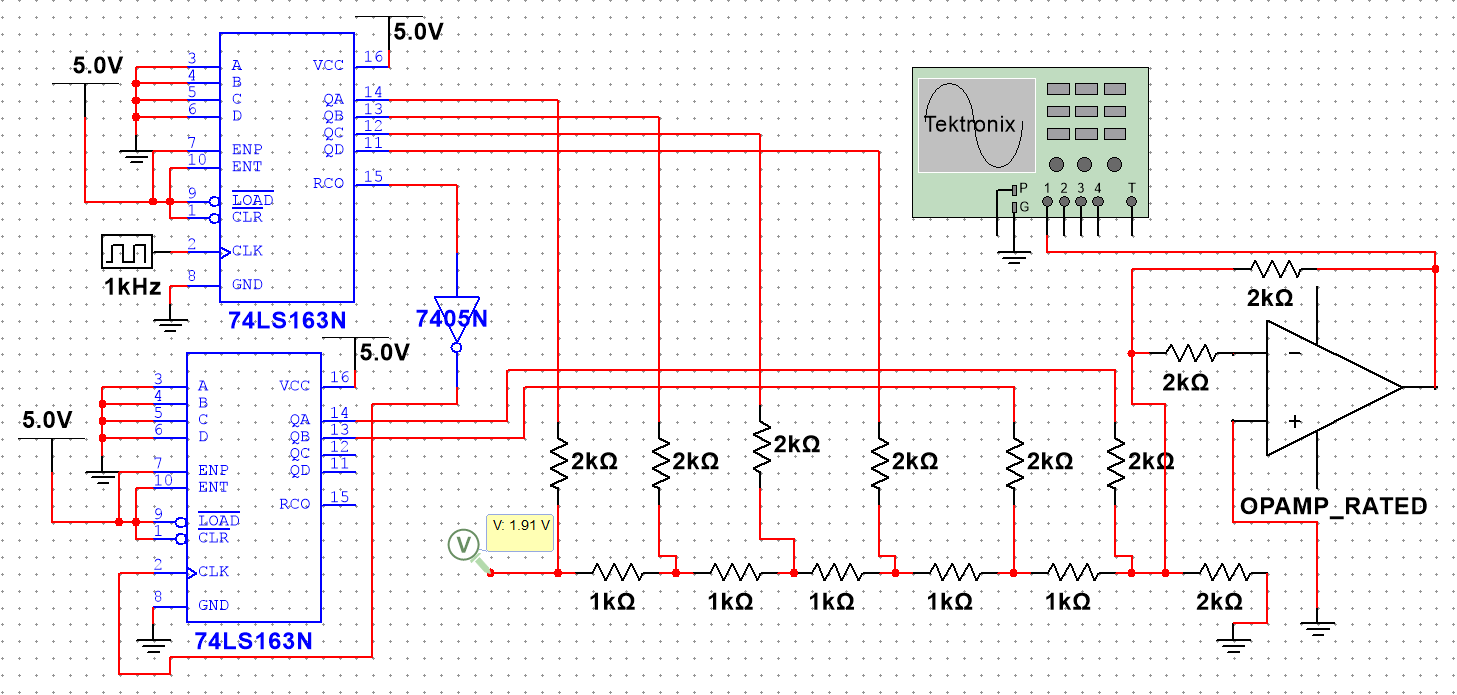 5.0V
5.0V
3 A VCC 16
4 B
5 C QA 14
6 D QB 13
QC 12
7 ENP QD 11
10 ENT
RCO 15
9 LOAD
1 CLR
2 CLK
8 GND
1kHz
74LS163N
7405N
Tektronix
P
G
1 2 3 4 T
2kΩ
2kΩ
OPAMP_RATED
5.0V
5.0V
3 A VCC 16
4 B
5 C QA 14
6 D QB 13
QC 12
7 ENP QD 11
10 ENT
RCO 15
9 LOAD
1 CLR
2 CLK
8 GND
74LS163N
2kΩ 2kΩ 2kΩ 2kΩ 2kΩ 2kΩ
V
V: 1.91 V
1kΩ 1kΩ 1kΩ 1kΩ 1kΩ 2kΩ